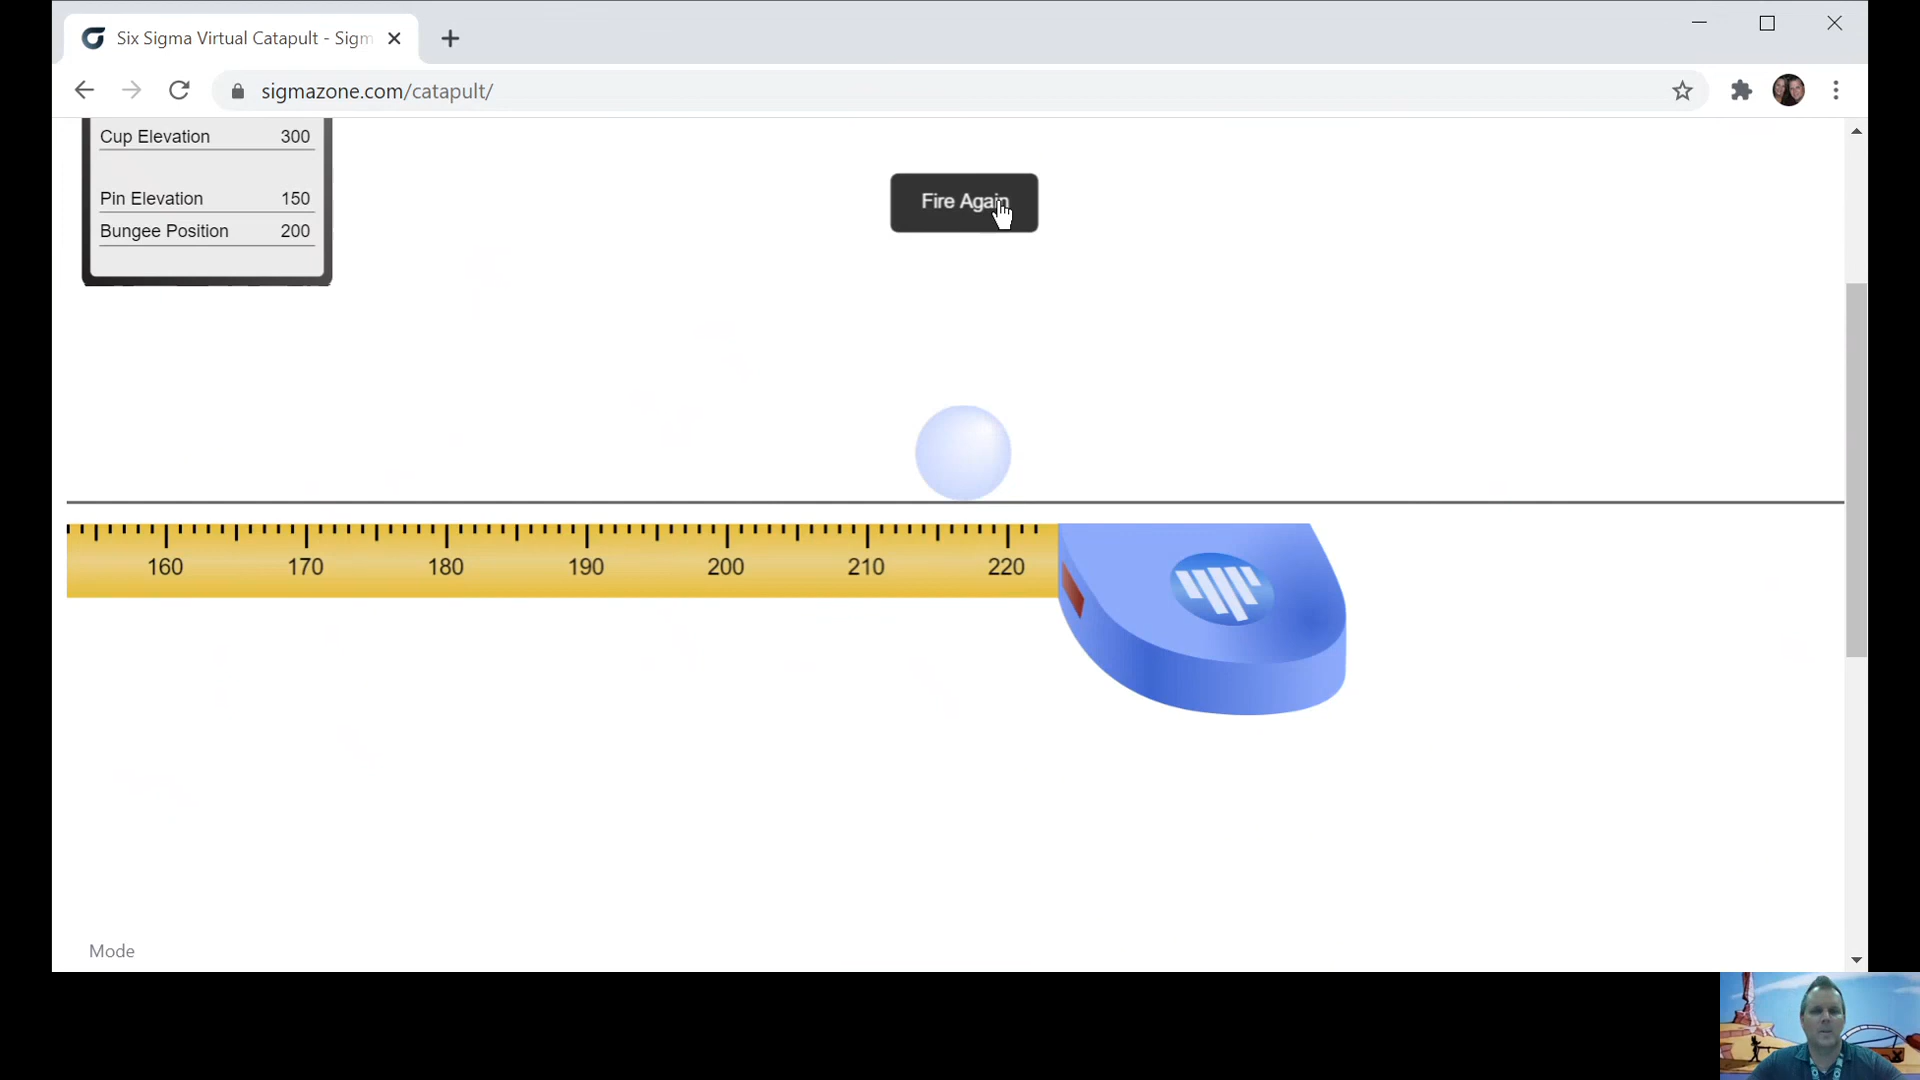 Six Sigma Virtual Catapult - Sigm
sigmazone.com/catapult/
Cup Elevation 300
Pin Elevation 150
Bungee Position 200
Fire Again
160 170 180 190 200 210 220
Mode